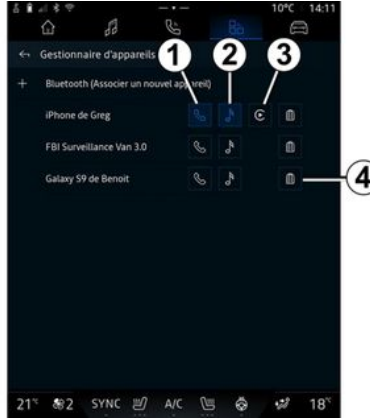 10°C 14:11
Gestionnaire d'appareils
1 2 3
+ Bluetooth (Associer un nouvel appareil)
iPhone de Greg
FBI Surveillance Van 3.0
Galaxy S9 de Benoit
4
21° 2 SYNC A/C 18°